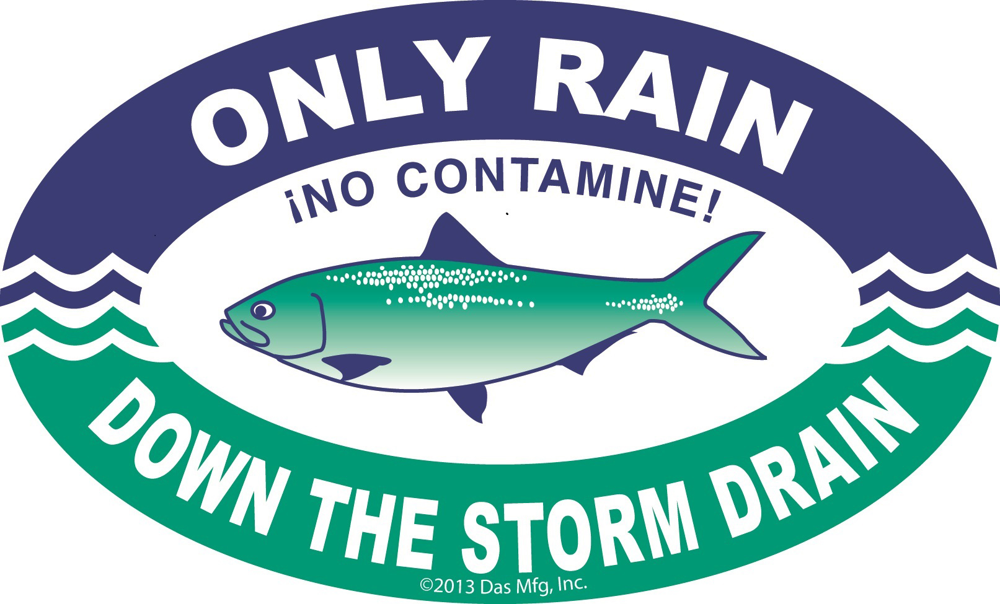 ONLY RAIN
¡NO CONTAMINE!
DOWN THE STORM DRAIN
©2013 Das Mfg, Inc.